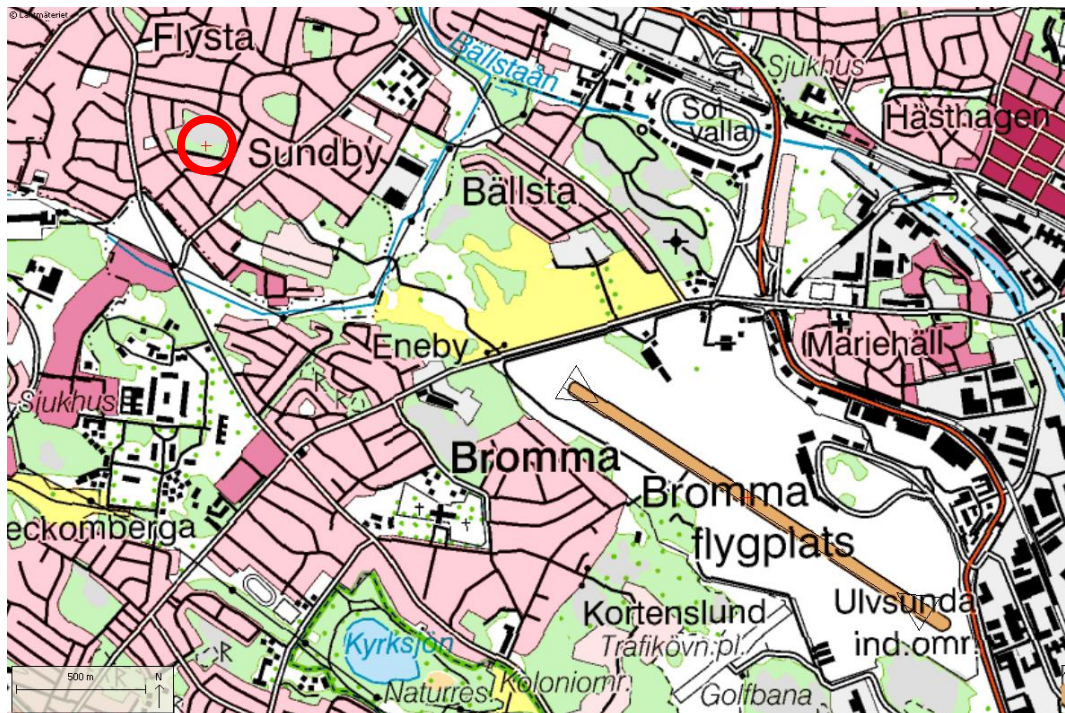 © Lantmäteriet
Flysta
Bällstaån
Sjukhus
Sol
valla
Hästhagen
Sundby
Bällsta
Eneby
Mariehäll
Sjukhus
Bromma
Bromma
flygplats
eckomberga
Kortenslund
Trafikövn.pl.
Ulvsunda
ind.omr.
Kyrksjön
Naturres.
Koloniomr.
Golfbana
500 m
N
R
R